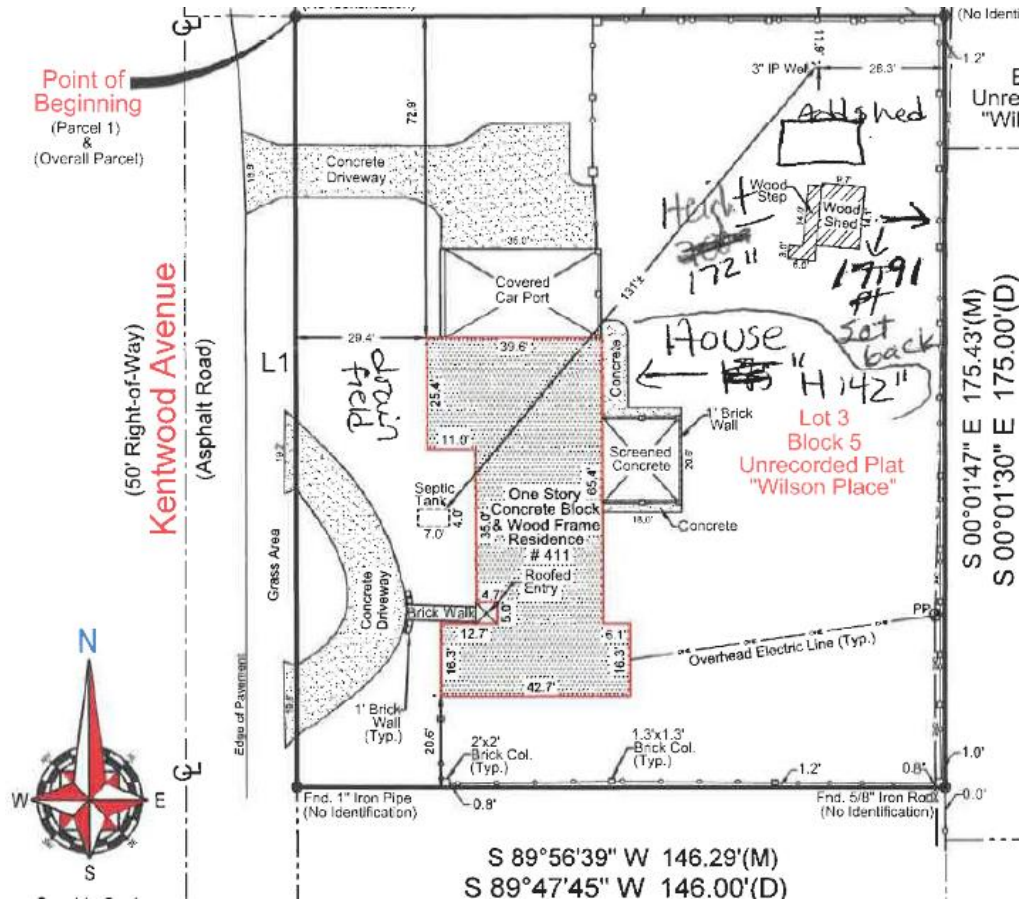 (No Identi
℄
Point of
Beginning
(Parcel 1)
&
(Overall Parcel)
72.9'
11.9'
3" IP Well
28.3'
1.2'
Unre
"Wil
Add shed
Concrete
Driveway
Wood
Step
9.7'
Wood
Shed
6.0'
Height
172"
17'91
set
back
36.0'
Covered
Car Port
131'±
House
"H 142"
Kentwood Avenue
(50' Right-of-Way)
(Asphalt Road)
L1
29.4'
39.6'
drain
field
25.4'
11.9'
Concrete
1' Brick
Wall
Lot 3
Block 5
Unrecorded Plat
"Wilson Place"
S 00°01'47" E 175.43'(M)
S 00°01'30" E 175.00'(D)
Screened
Concrete
65.4'
18.0'
Concrete
Septic
Tank
4.0'
7.0'
35.0'
One Story
Concrete Block
& Wood Frame
Residence
# 411
Roofed
Entry
4.7'
5.0'
Grass Area
Concrete
Driveway
Brick Walk
12.7'
6.1'
16.3'
16.3'
42.7'
PP
Overhead Electric Line (Typ.)
Edge of Pavement
1' Brick
Wall
(Typ.)
20.6'
2'x2'
Brick Col.
(Typ.)
1.3'x1.3'
Brick Col.
(Typ.)
1.2'
0.8'
1.0'
0.0'
0.8'
Fnd. 1" Iron Pipe
(No Identification)
Fnd. 5/8" Iron Rod
(No Identification)
℄
N
W
E
S
S 89°56'39" W 146.29'(M)
S 89°47'45" W 146.00'(D)